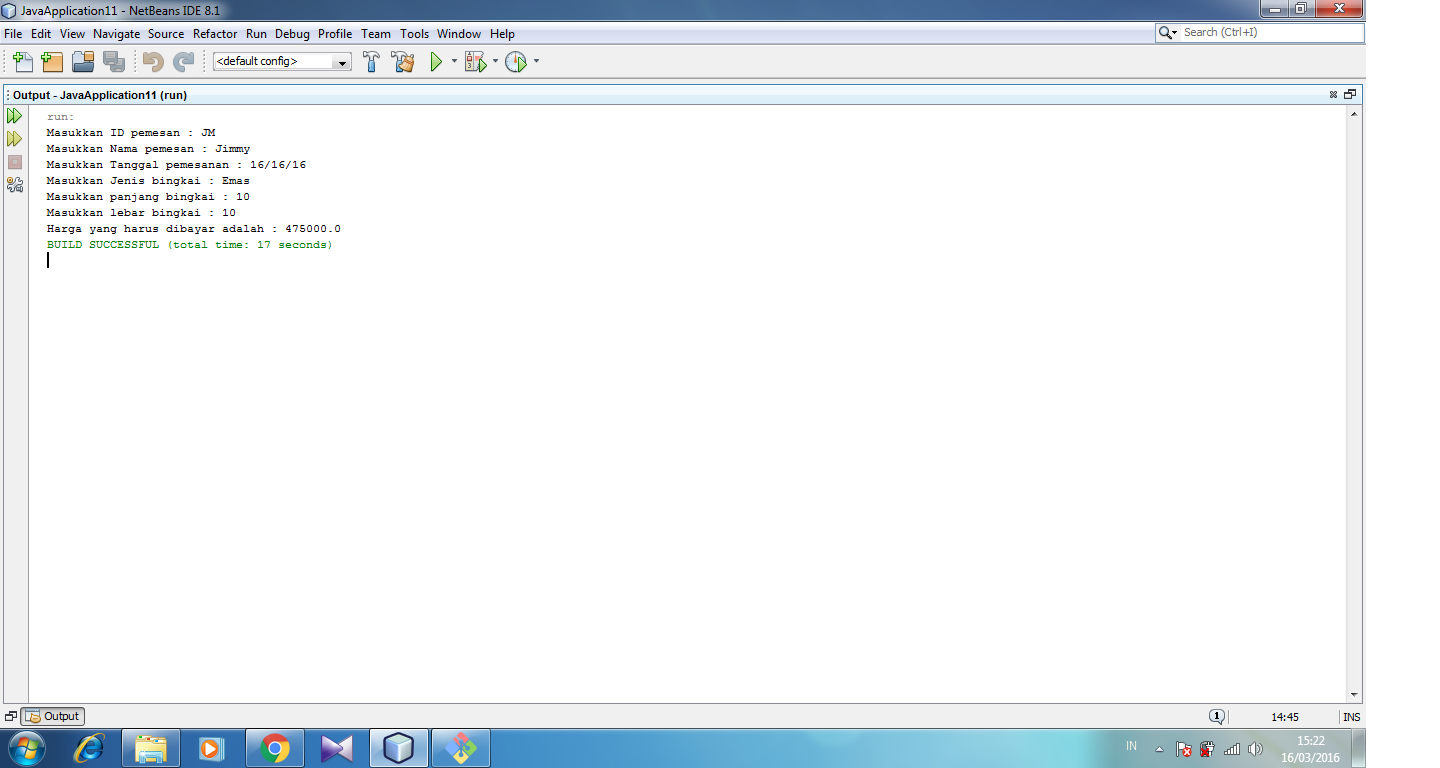 JavaApplication11 - NetBeans IDE 8.1
File Edit View Navigate Source Refactor Run Debug Profile Team Tools Window Help
Search (Ctrl+I)
<default config>
Output - JavaApplication11 (run)
run:
Masukkan ID pemesan : JM
Masukkan Nama pemesan : Jimmy
Masukkan Tanggal pemesanan : 16/16/16
Masukkan Jenis bingkai : Emas
Masukkan panjang bingkai : 10
Masukkan lebar bingkai : 10
Harga yang harus dibayar adalah : 475000.0
BUILD SUCCESSFUL (total time: 17 seconds)
Output
1
14:45
INS
IN
15:22
16/03/2016